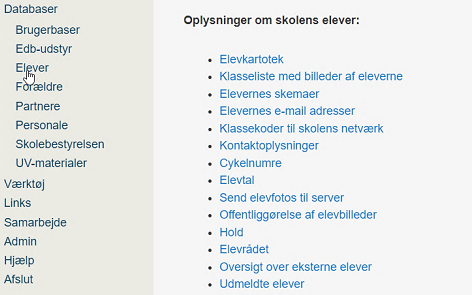 Databaser
Brugerbaser
Edb-udstyr
Elever
Forældre
Partnere
Personale
Skolebestyrelsen
UV-materialer
Værktøj
Links
Samarbejde
Admin
Hjælp
Afslut
Oplysninger om skolens elever:
Elevkartotek
Klasseliste med billeder af eleverne
Elevernes skemaer
Elevernes e-mail adresser
Klassekoder til skolens netværk
Kontaktoplysninger
Cykelnumre
Elevtal
Send elevfotos til server
Offentliggørelse af elevbilleder
Hold
Elevrådet
Oversigt over eksterne elever
Udmeldte elever